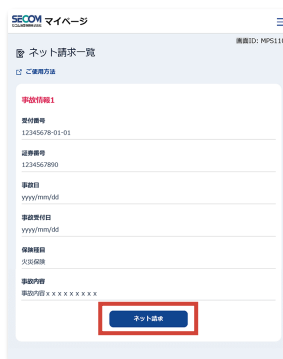 SECOM マイページ
画面ID: MPS110
ネット請求一覧
ご使用方法
事故情報1
受付番号
12345678-01-01
証券番号
1234567890
事故日
yyyy/mm/dd
事故受付日
yyyy/mm/dd
保険種目
火災保険
事故内容
事故内容ｘｘｘｘｘｘｘｘｘ
ネット請求